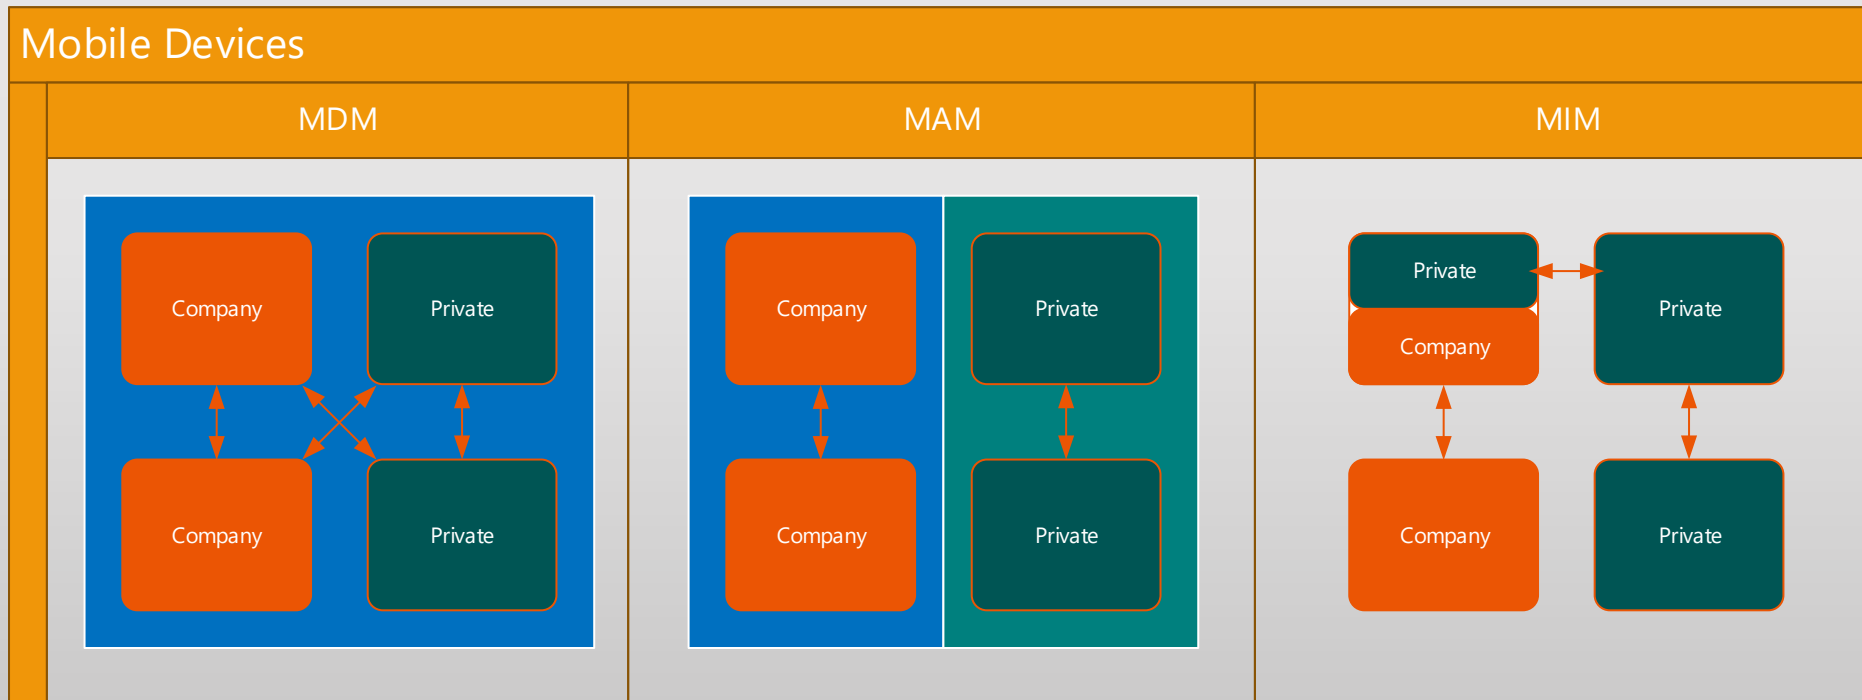 Mobile Devices
MDM
MAM
MIM
Company
Private
Company
Private
Company
Private
Company
Private
Private
Company
Private
Company
Private